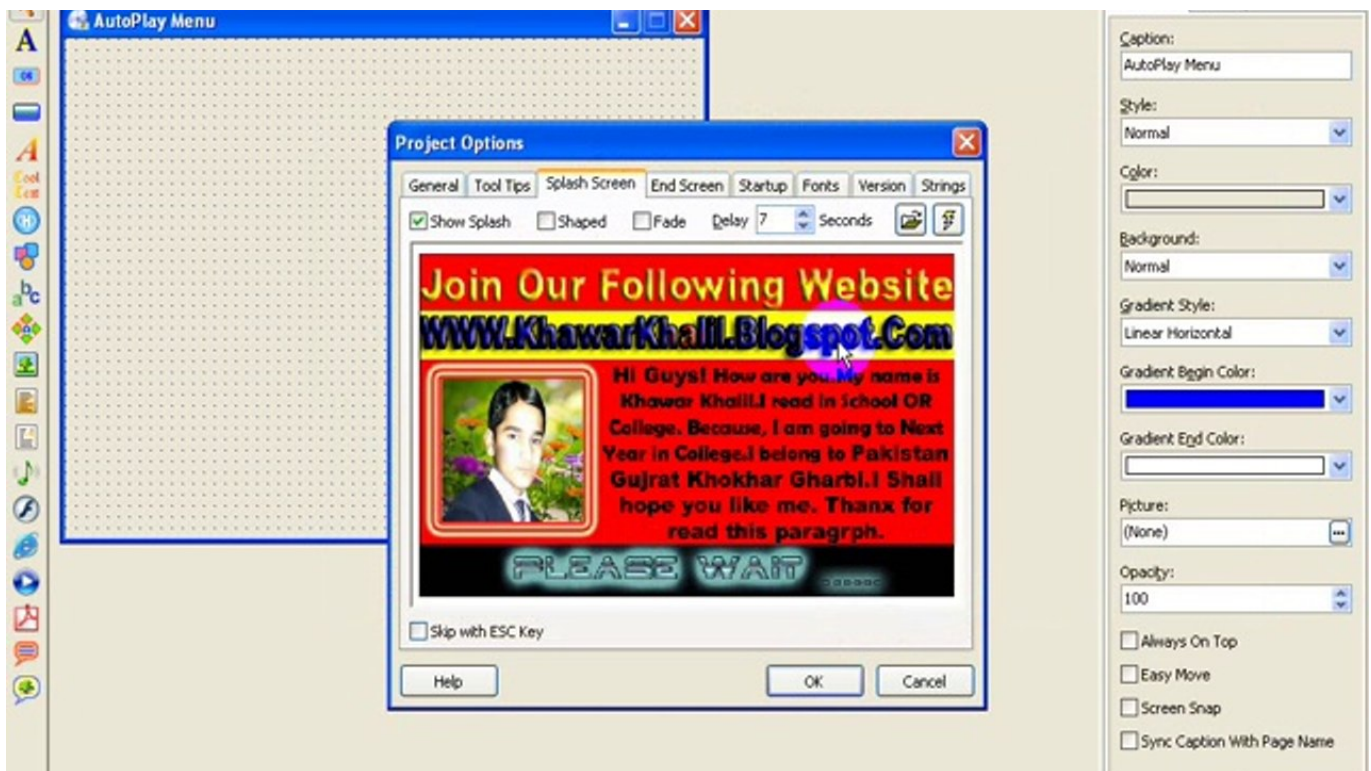 AutoPlay Menu
Project Options
General Tool Tips Splash Screen End Screen Startup Fonts Version Strings
Show Splash Shaped Fade Delay 7 Seconds
Join Our Following Website
WWW.KhawarKhalil.Blogspot.Com
Hi Guys! How are you.My name is
Khawar Khalil.I read in School OR
College. Because, I am going to Next
Year in College.I belong to Pakistan
Gujrat Khokhar Gharbi.I Shall
hope you like me. Thanx for
read this paragrph.
PLEASE WAIT ......
Skip with ESC Key
Help OK Cancel
Caption:
AutoPlay Menu
Style:
Normal
Color:
Background:
Normal
Gradient Style:
Linear Horizontal
Gradient Begin Color:
Gradient End Color:
Picture:
(None) ...
Opacity:
100
Always On Top
Easy Move
Screen Snap
Sync Caption With Page Name
A
OK
A
Cool
Text
H
abc